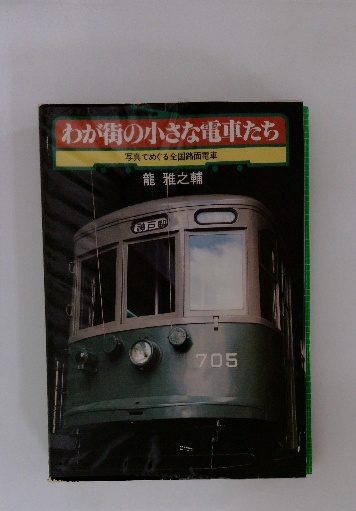 わが街の小さな電車たち
写真でめぐる全国路面電車
龍 雅之輔
705